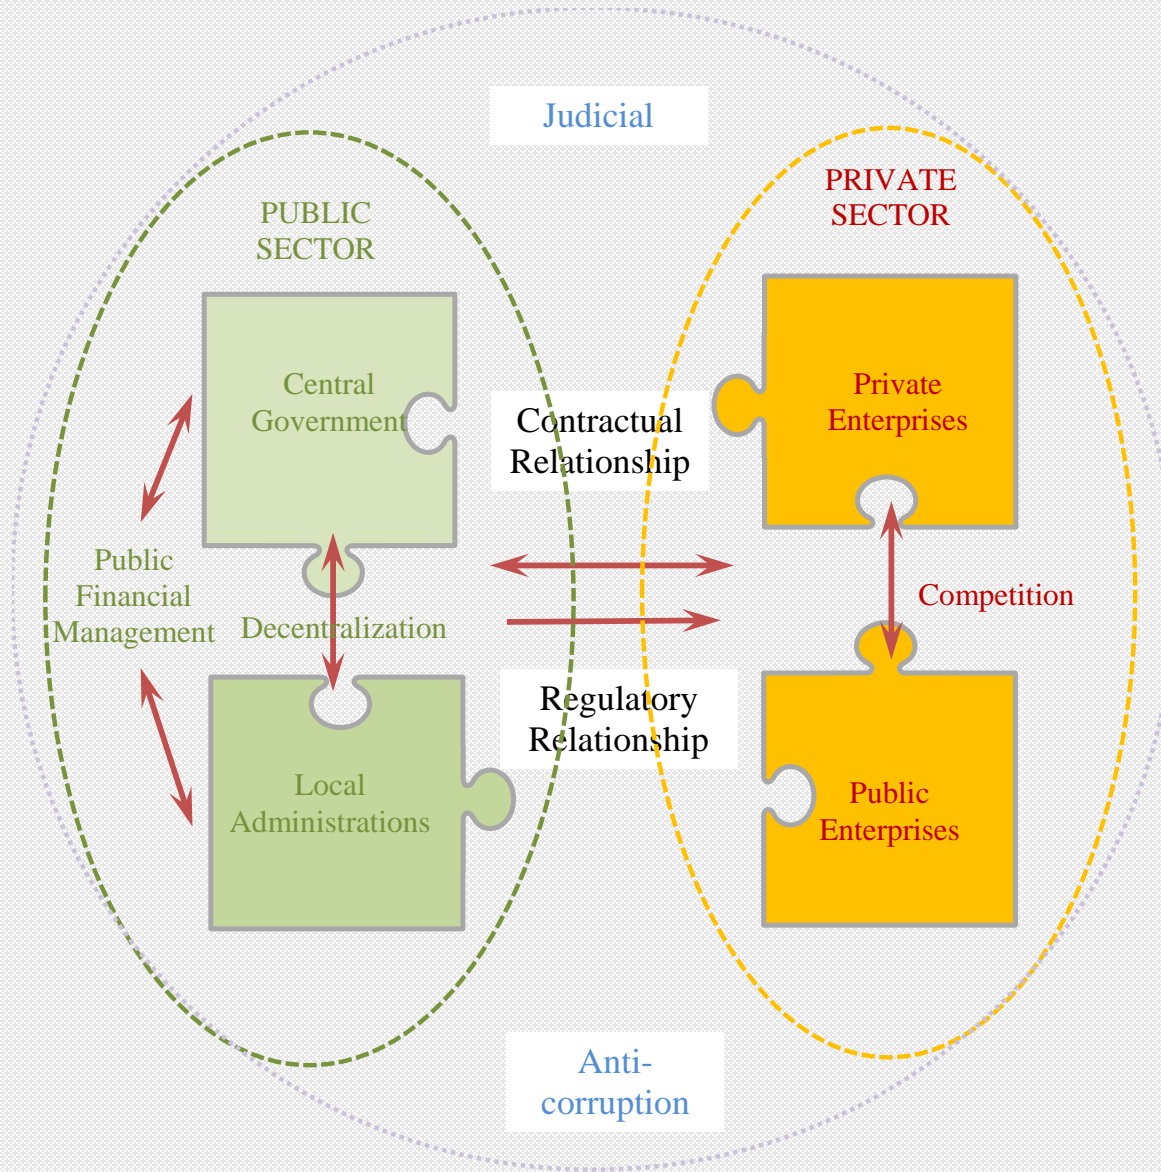 Judicial
PUBLIC
SECTOR
PRIVATE
SECTOR
Central
Government
Contractual
Relationship
Private
Enterprises
Public
Financial
Management
Decentralization
Competition
Regulatory
Relationship
Local
Administrations
Public
Enterprises
Anti-
corruption